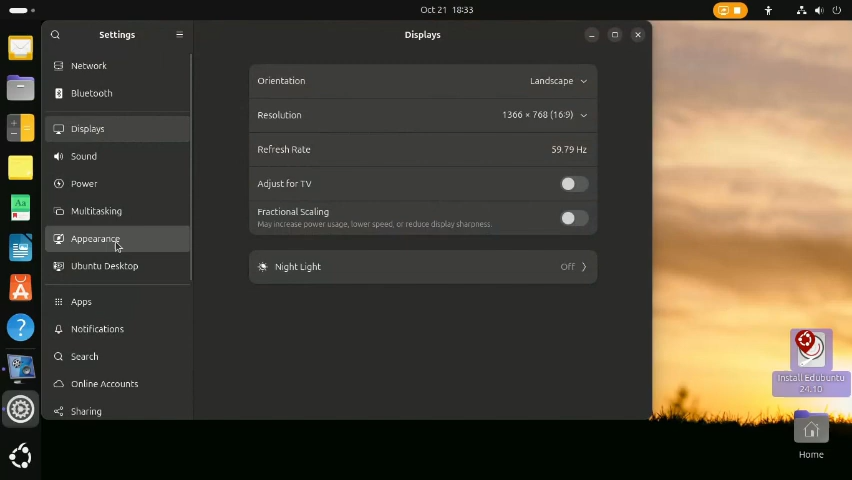 Oct 21 18:33
Settings
Displays
Network
Bluetooth
Displays
Sound
Power
Multitasking
Appearance
Ubuntu Desktop
Apps
Notifications
Search
Online Accounts
Sharing
Orientation
Landscape
Resolution
1366 × 768 (16:9)
Refresh Rate
59.79 Hz
Adjust for TV
Fractional Scaling
May increase power usage, lower speed, or reduce display sharpness.
Night Light
Off
Aa
Install Edubuntu
24.10
Home